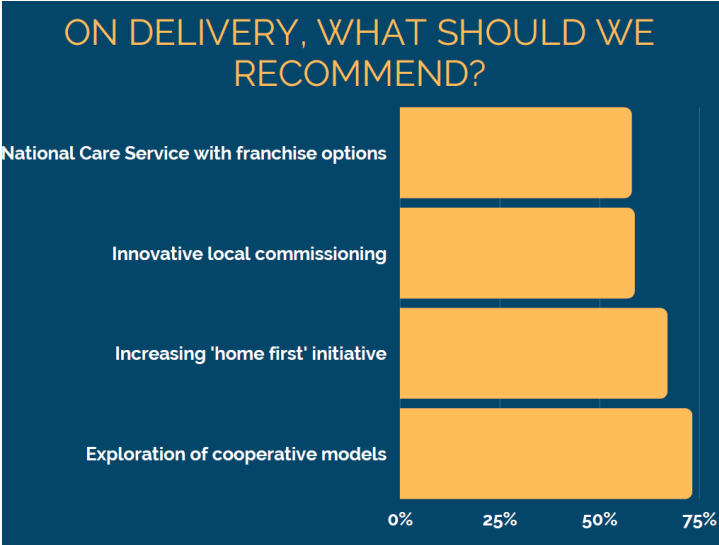 ON DELIVERY, WHAT SHOULD WE
RECOMMEND?
National Care Service with franchise options
Innovative local commissioning
Increasing 'home first' initiative
Exploration of cooperative models
0% 25% 50% 75%